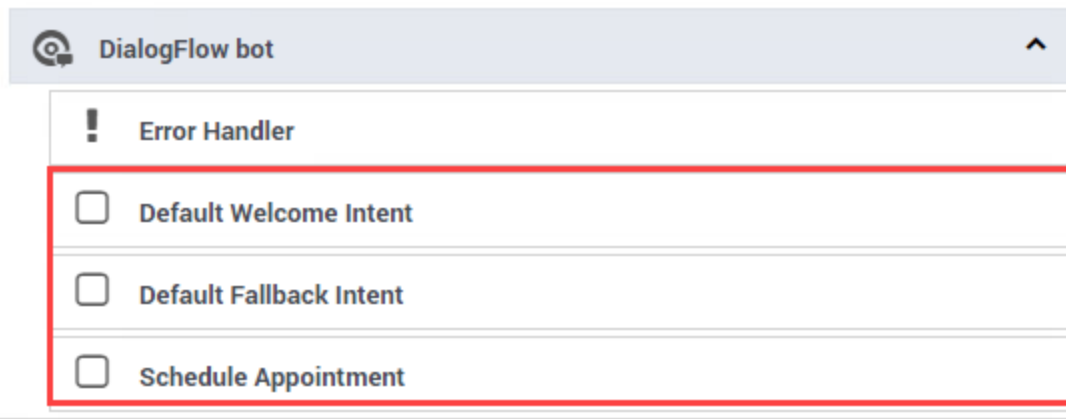 DialogFlow bot
Error Handler
Default Welcome Intent
Default Fallback Intent
Schedule Appointment